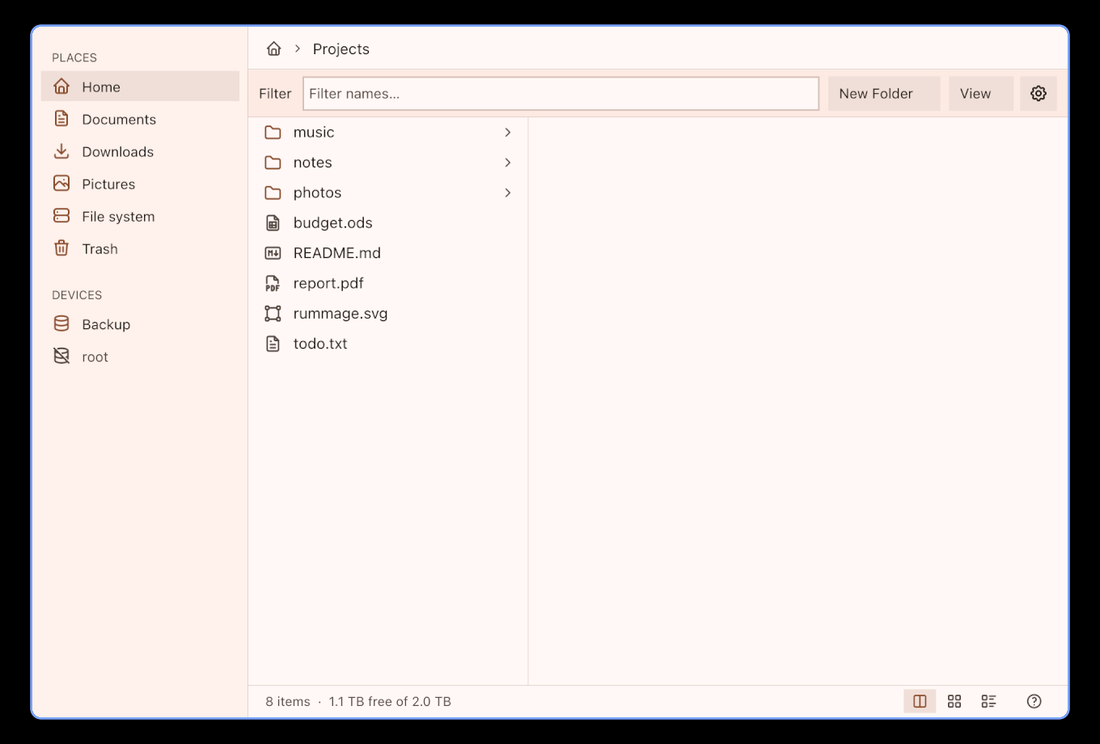 PLACES
Home
Documents
Downloads
Pictures
File system
Trash
DEVICES
Backup
root
Projects
Filter Filter names... New Folder View
music
notes
photos
budget.ods
README.md
report.pdf
rummage.svg
todo.txt
8 items · 1.1 TB free of 2.0 TB